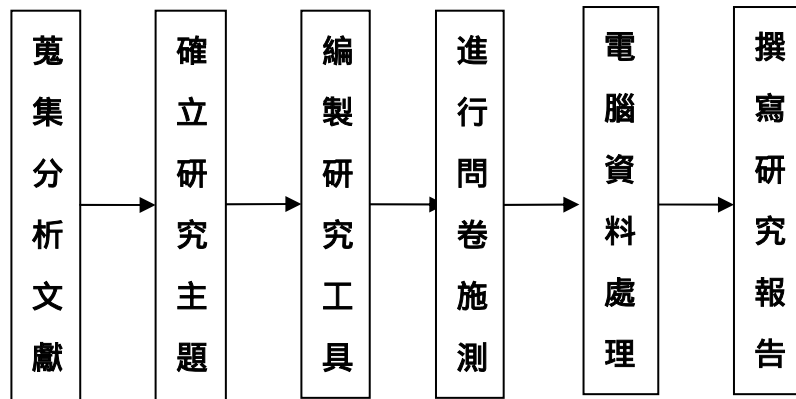 蒐集分析文獻
確立研究主題
編製研究工具
進行問卷施測
電腦資料處理
撰寫研究報告